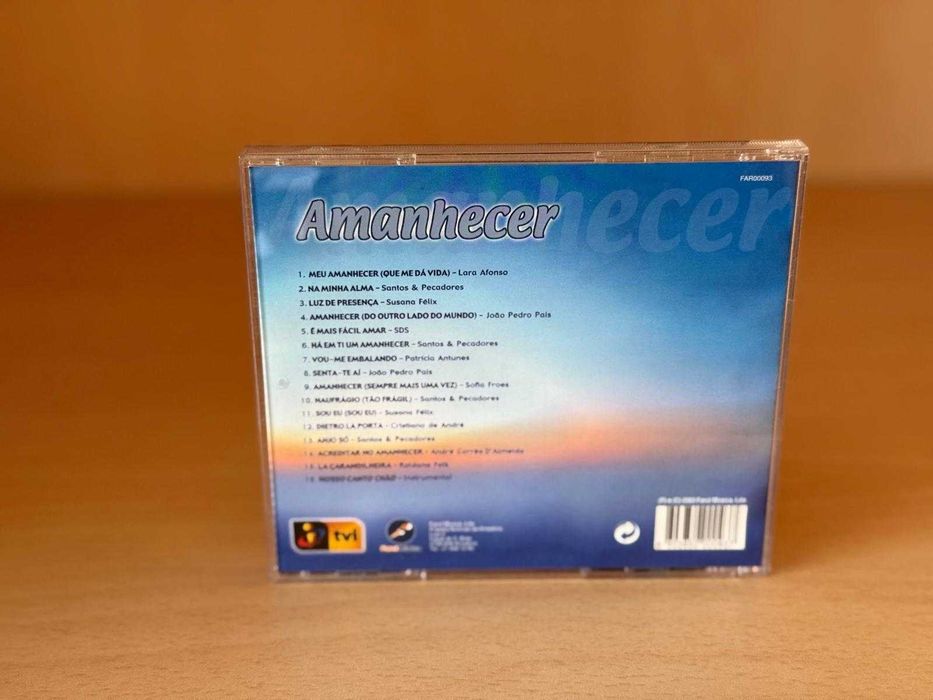 FAR00093
Amanhecer
Amanhecer
1. MEU AMANHECER (QUE ME DÁ VIDA) – Lara Afonso
2. NA MINHA ALMA – Santos & Pecadores
3. LUZ DE PRESENÇA – Susana Félix
4. AMANHECER (DO OUTRO LADO DO MUNDO) – João Pedro Pais
5. É MAIS FÁCIL AMAR – SDS
6. HÁ EM TI UM AMANHECER – Santos & Pecadores
7. VOU-ME EMBALANDO – Patrícia Antunes
8. SENTA-TE AÍ – João Pedro Pais
9. AMANHECER (SEMPRE MAIS UMA VEZ) – Sofia Froes
10. NAUFRÁGIO (TÃO FRÁGIL) – Santos & Pecadores
11. SOU EU (SOU EU) – Susana Félix
12. DIETRO LA PORTA – Cristiano de André
13. ANJO SÓ – Santos & Pecadores
14. ACREDITAR NO AMANHECER – André Corrêa D'Almeida
15. LA CARAMBILHEIRA –
16. NOSSO CANTO CHÃO – Instrumental
tvi